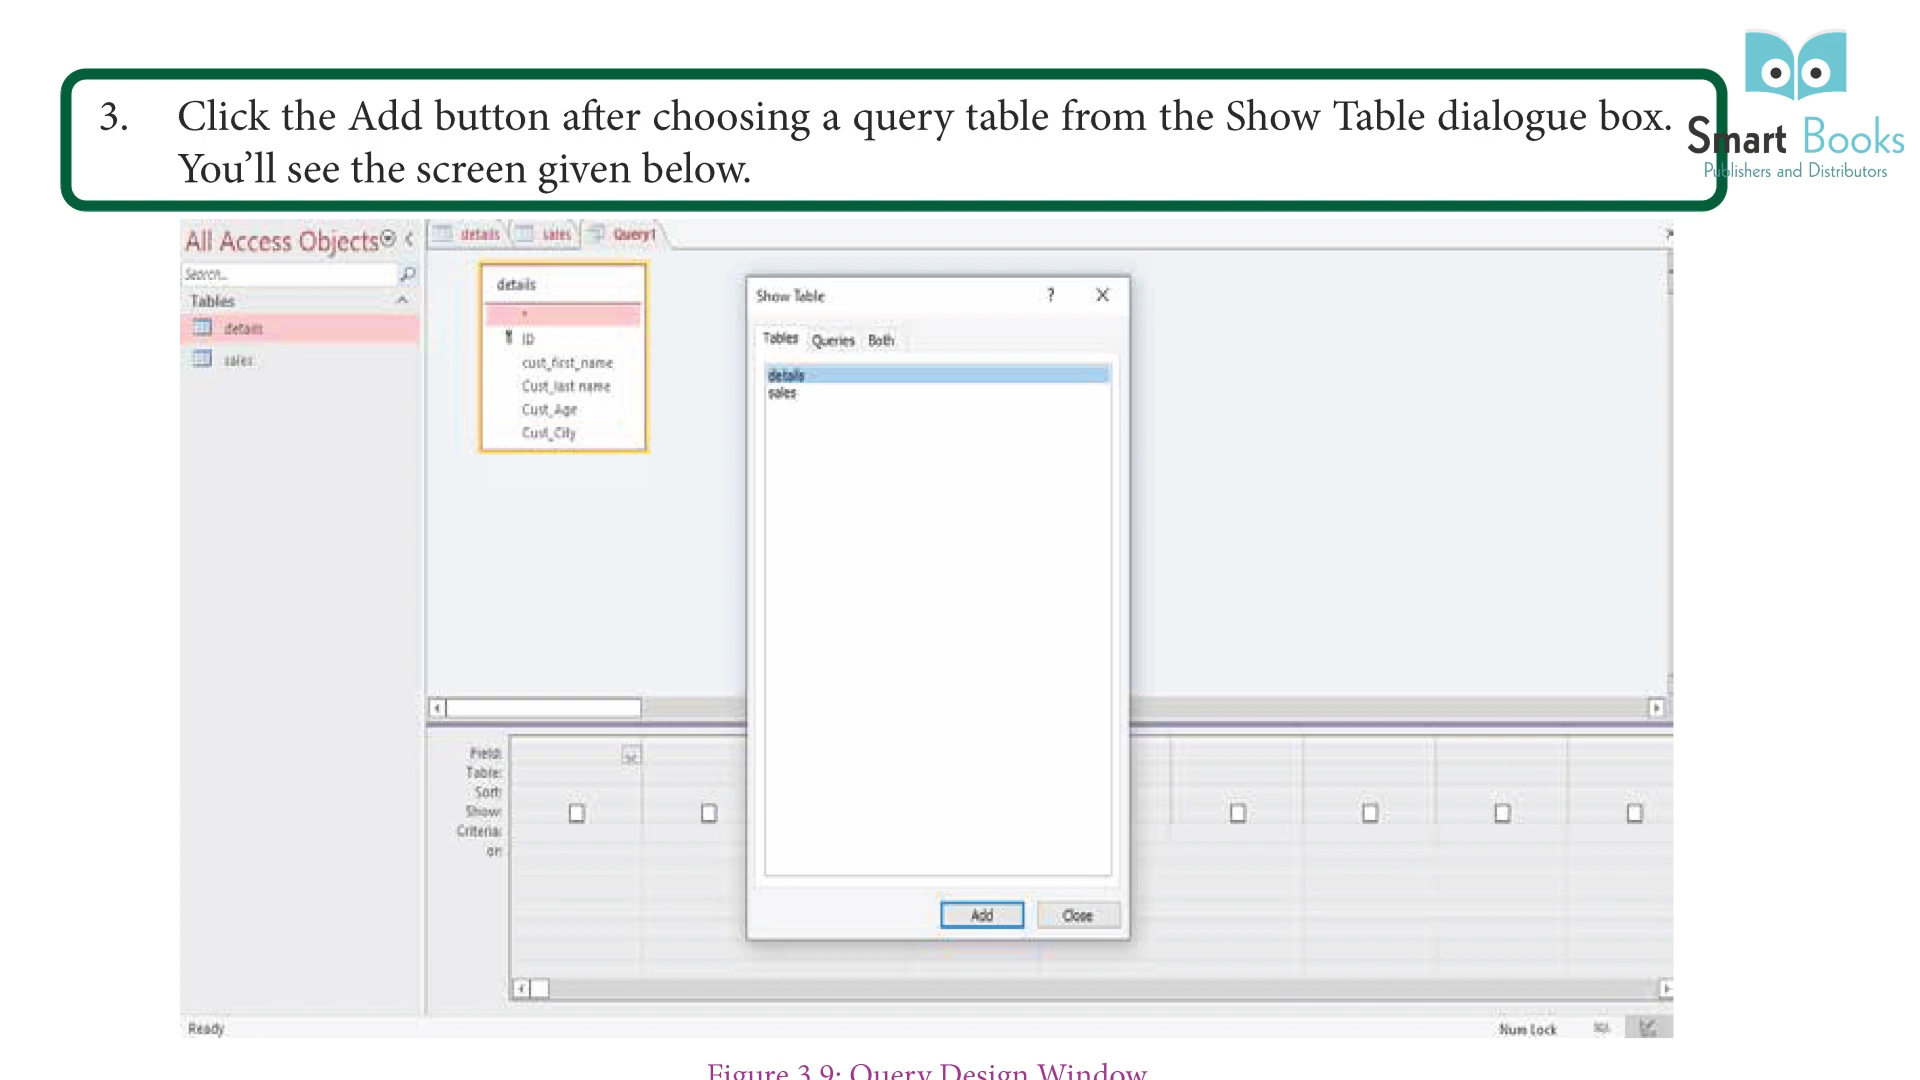 3. Click the Add button after choosing a query table from the Show Table dialogue box.
You'll see the screen given below.
Smart Books
Publishers and Distributors
All Access Objects
Search...
Tables
details
sales
details
sales
Query1
details
*
ID
cust_first_name
Cust_last name
Cust_Age
Cust_City
Show Table
?
Tables
Queries
Both
details
sales
Add
Close
Field:
Table:
Sort:
Show:
Criteria:
or:
Ready
Num Lock
SQL
Figure 3.9: Query Design Window